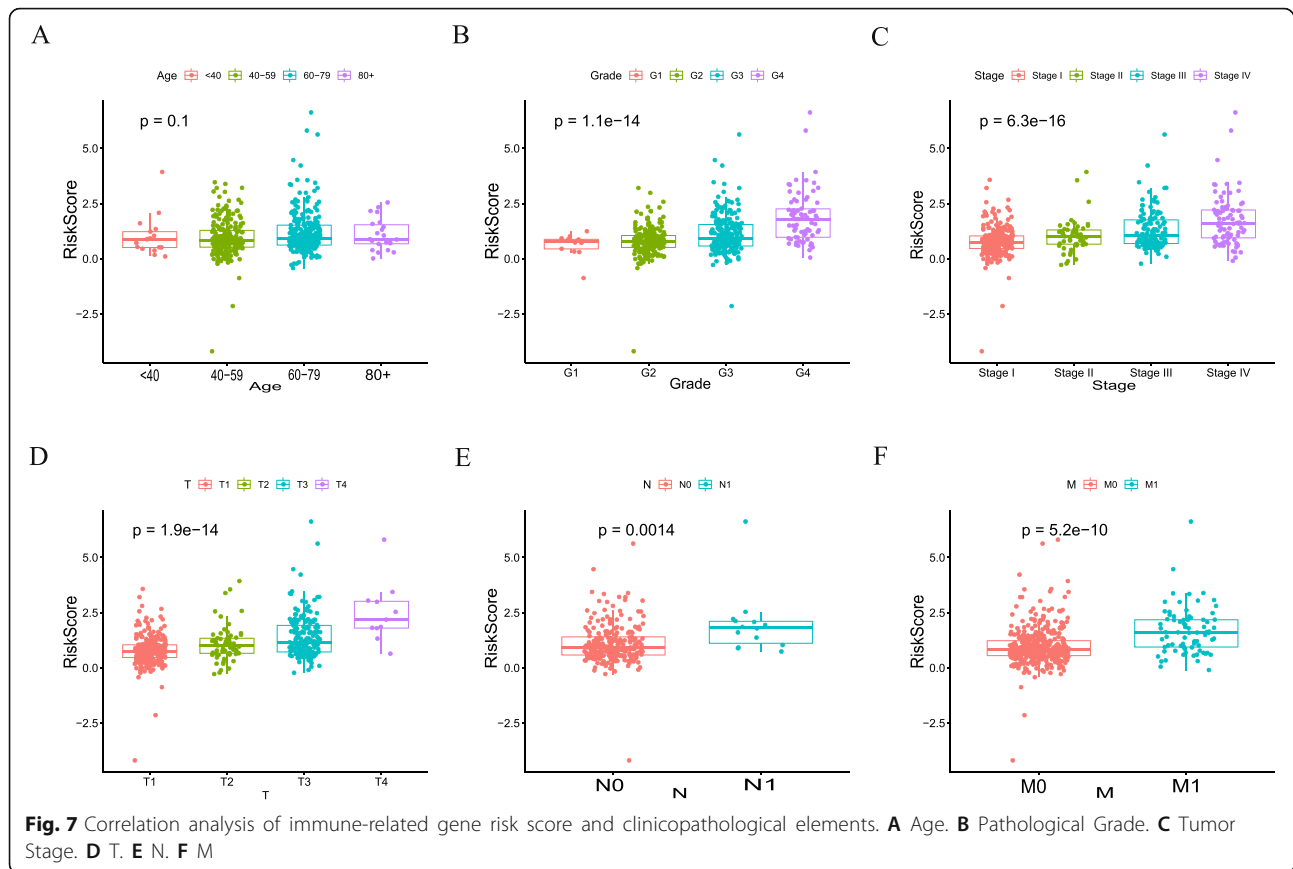 A
B
C
Age <40 40−59 60−79 80+
Grade G1 G2 G3 G4
Stage Stage I Stage II Stage III Stage IV
p = 0.1
p = 1.1e−14
p = 6.3e−16
RiskScore
5.0
2.5
0.0
−2.5
RiskScore
5.0
2.5
0.0
−2.5
RiskScore
5.0
2.5
0.0
−2.5
<40 40−59 60−79 80+
Age
G1 G2 G3 G4
Grade
Stage I Stage II Stage III Stage IV
Stage
D
E
F
T T1 T2 T3 T4
N N0 N1
M M0 M1
p = 1.9e−14
p = 0.0014
p = 5.2e−10
RiskScore
5.0
2.5
0.0
−2.5
RiskScore
5.0
2.5
0.0
−2.5
RiskScore
5.0
2.5
0.0
−2.5
T1 T2 T3 T4
T
N0 N1
N
M0 M1
M
Fig. 7 Correlation analysis of immune-related gene risk score and clinicopathological elements. A Age. B Pathological Grade. C Tumor
Stage. D T. E N. F M